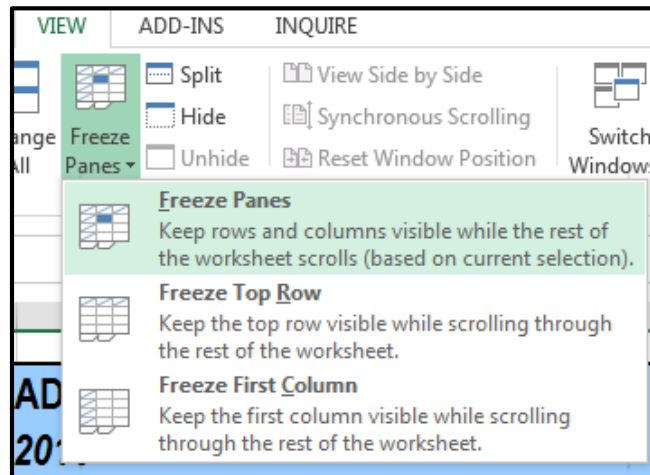 VIEW ADD-INS INQUIRE
Split View Side by Side
Hide Synchronous Scrolling
Freeze Switch
Panes Unhide Reset Window Position Windows
Freeze Panes
Keep rows and columns visible while the rest of
the worksheet scrolls (based on current selection).
Freeze Top Row
Keep the top row visible while scrolling through
the rest of the worksheet.
Freeze First Column
Keep the first column visible while scrolling
through the rest of the worksheet.
AD